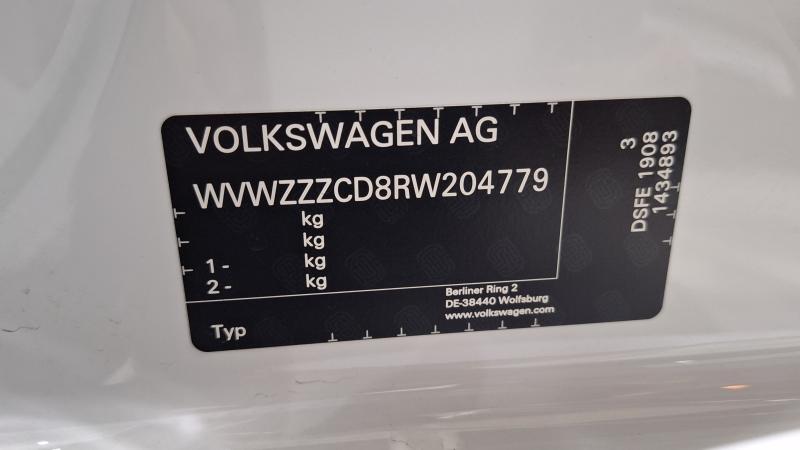 VOLKSWAGEN AG
WVWZZZCD8RW204779
kg
kg
1 - kg
2 - kg
Typ
Berliner Ring 2
DE-38440 Wolfsburg
www.volkswagen.com
3
DSFE 1908
1434893